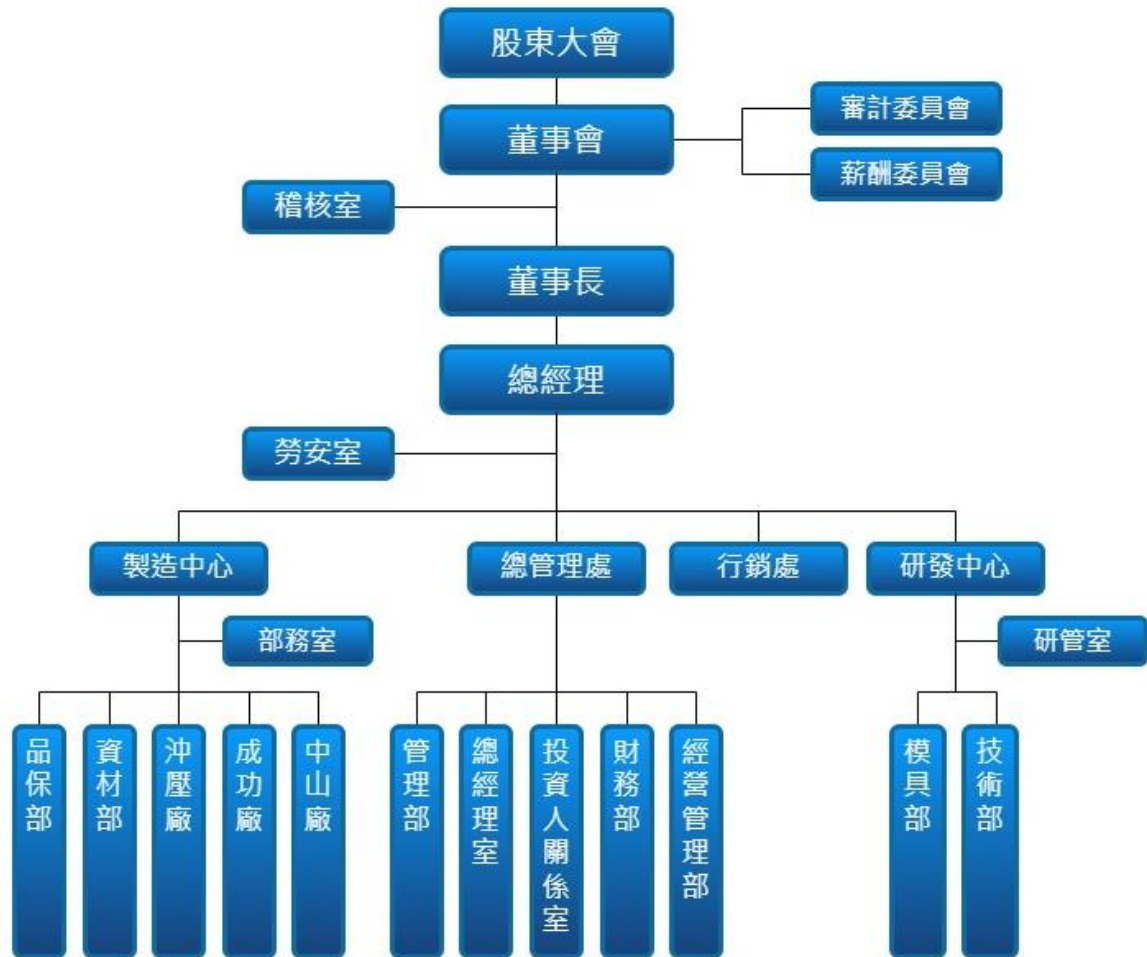 股東大會
董事會
審計委員會
薪酬委員會
稽核室
董事長
總經理
勞安室
製造中心
總管理處
行銷處
研發中心
部務室
研管室
品保部
資材部
沖壓廠
成功廠
中山廠
管理部
總經理室
投資人關係室
財務部
經營管理部
模具部
技術部